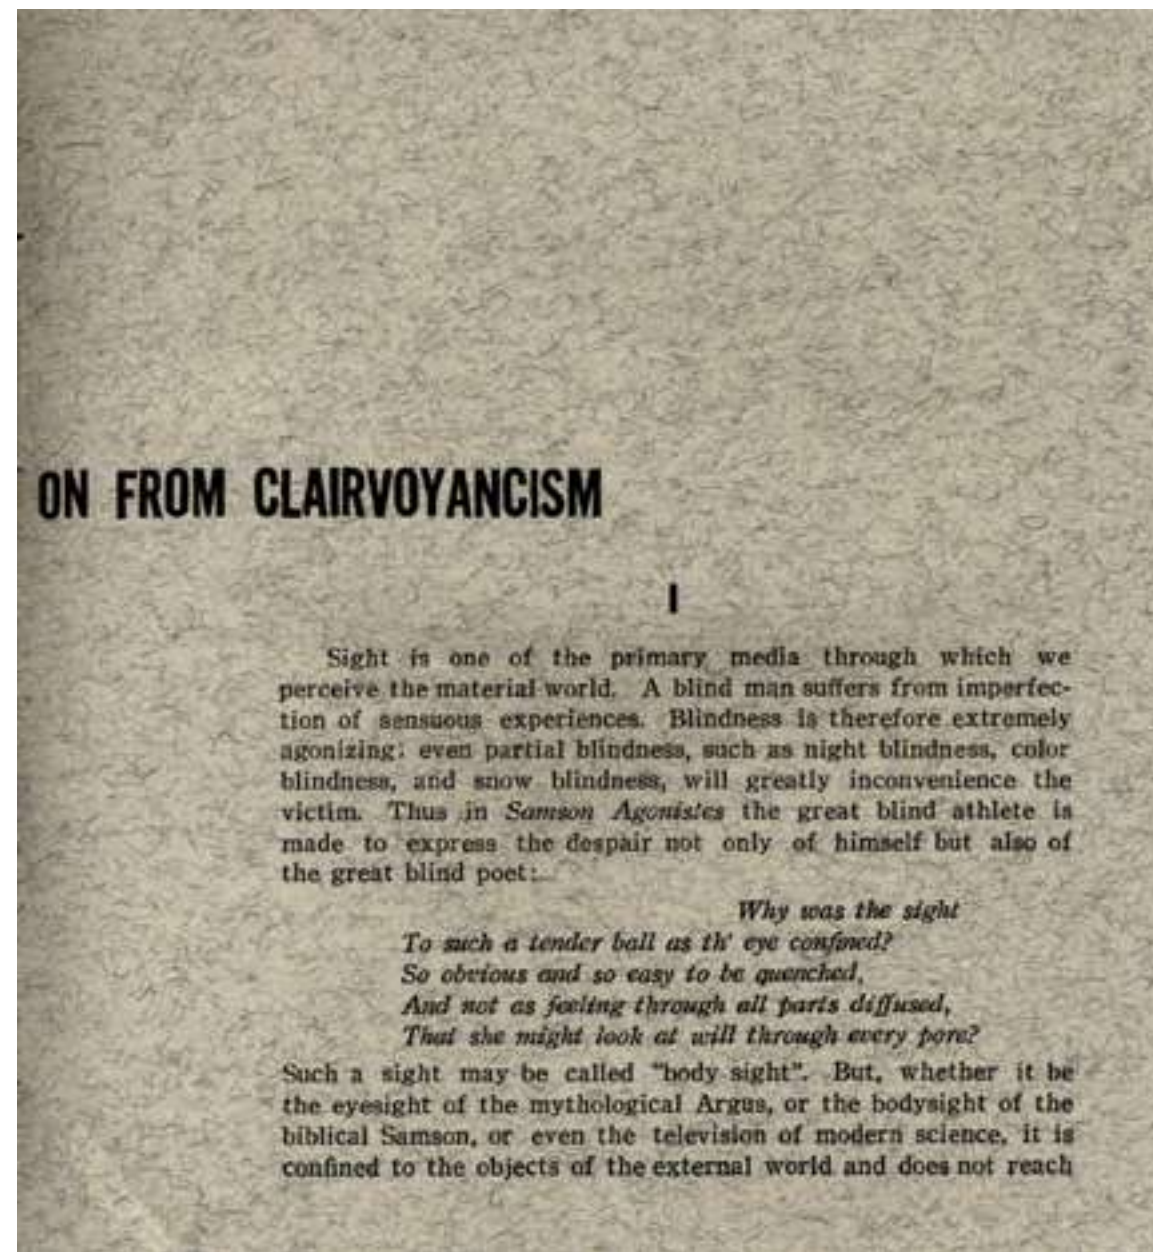 ON FROM CLAIRVOYANCISM
I
Sight is one of the primary media through which we
perceive the material world. A blind man suffers from imperfec-
tion of sensuous experiences. Blindness is therefore extremely
agonizing; even partial blindness, such as night blindness, color
blindness, and snow blindness, will greatly inconvenience the
victim. Thus in Samson Agonistes the great blind athlete is
made to express the despair not only of himself but also of
the great blind poet:
Why was the sight
To such a tender ball as th' eye confined?
So obvious and so easy to be quenched,
And not as feeling through all parts diffused,
That she might look at will through every pore?
Such a sight may be called "body sight". But, whether it be
the eyesight of the mythological Argus, or the bodysight of the
biblical Samson, or even the television of modern science, it is
confined to the objects of the external world and does not reach